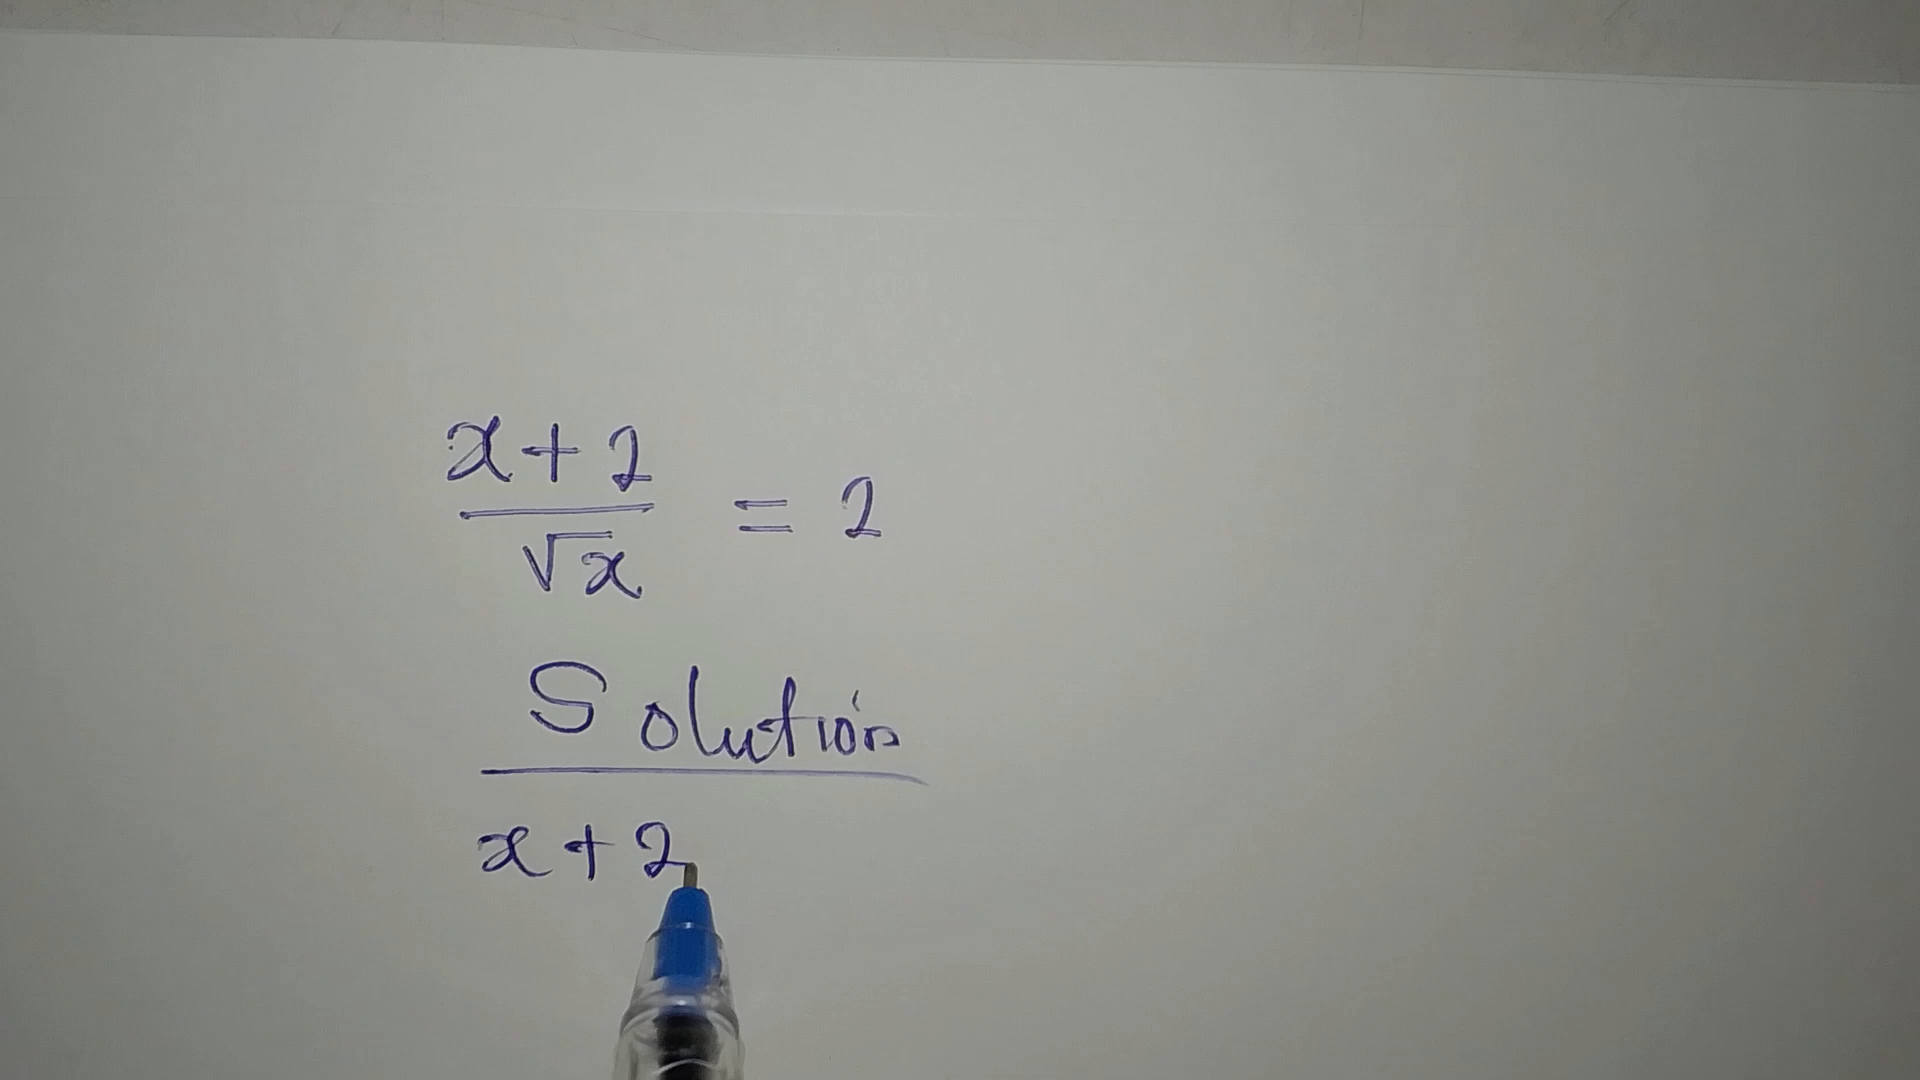 x+2
―――― = 2
√x
Solution
x+2